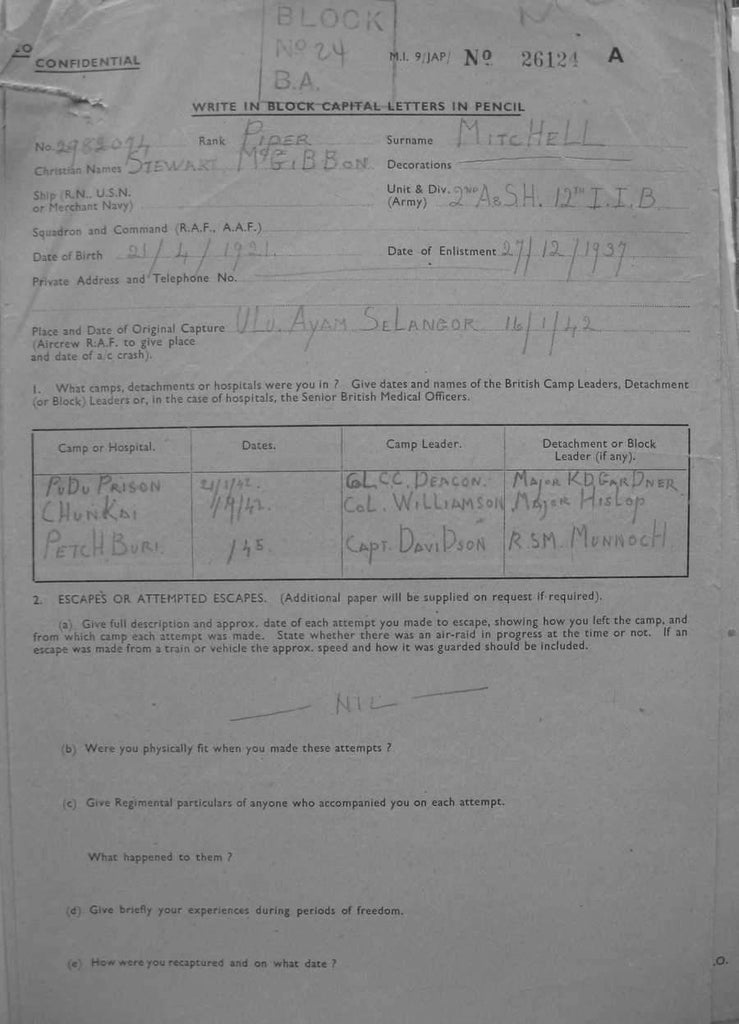 BLOCK
Nº 24
B.A.
CONFIDENTIAL
M.I. 9/JAP/ Nº 26124 A
WRITE IN BLOCK CAPITAL LETTERS IN PENCIL
No. 2982094 Rank PIPER Surname MITCHELL
Christian Names STEWART McGIBBON Decorations
Ship (R.N., U.S.N. or Merchant Navy)
Unit & Div. (Army) 2ND A&SH. 12TH I.I.B
Squadron and Command (R.A.F., A.A.F.)
Date of Birth 21/4/1921. Date of Enlistment 27/12/1937
Private Address and Telephone No.
Place and Date of Original Capture ULU. AYAM SELANGOR 16/1/42
(Aircrew R.A.F. to give place
and date of a/c crash).
1. What camps, detachments or hospitals were you in ? Give dates and names of the British Camp Leaders, Detachment
(or Block) Leaders or, in the case of hospitals, the Senior British Medical Officers.
Camp or Hospital. Dates. Camp Leader. Detachment or Block Leader (if any).
PUDU PRISON 21/1/42. COL CC. DEACON. MAJOR KD GARDNER
CHUNKAI /9/42. COL. WILLIAMSON MAJOR HISLOP
PETCHBURI. /45 CAPT. DAVIDSON R.SM. MUNNOCH
2. ESCAPES OR ATTEMPTED ESCAPES. (Additional paper will be supplied on request if required).
(a) Give full description and approx. date of each attempt you made to escape, showing how you left the camp, and
from which camp each attempt was made. State whether there was an air-raid in progress at the time or not. If an
escape was made from a train or vehicle the approx. speed and how it was guarded should be included.
— NIL —
(b) Were you physically fit when you made these attempts ?
(c) Give Regimental particulars of anyone who accompanied you on each attempt.
What happened to them ?
(d) Give briefly your experiences during periods of freedom.
(e) How were you recaptured and on what date ?